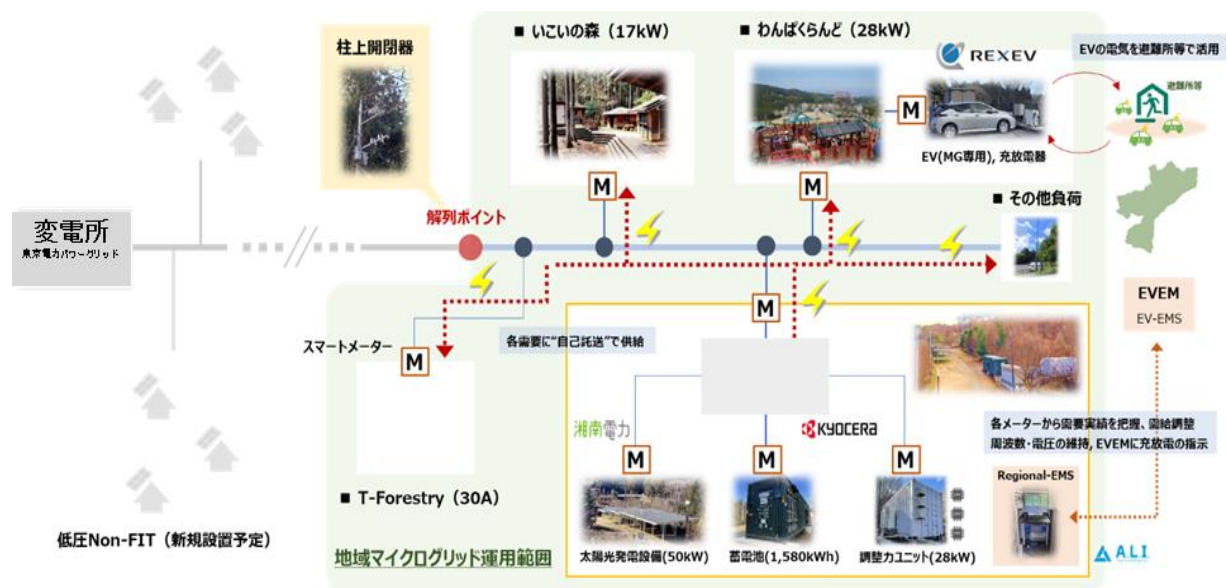 柱上開閉器
■ いこいの森(17kW)
■ わんぱくらんど(28kW)
REXEV
EVの電気を避難所等で活用
避難所等
M
EV(MG専用), 充放電器
M
M
■ その他負荷
解列ポイント
変電所
東京電力パワーグリッド
M
EVEM
EV-EMS
スマートメーター
M
各需要に“自己託送”で供給
湘南電力
KYOCERA
各メーターから需要実績を把握、需給調整
周波数・電圧の維持, EVEMに充放電の指示
M
M
M
Regional-EMS
■ T-Forestry(30A)
低圧Non-FIT(新規設置予定)
地域マイクログリッド運用範囲
太陽光発電設備(50kW)
蓄電池(1,580kWh)
調整力ユニット(28kW)
A.L.I.